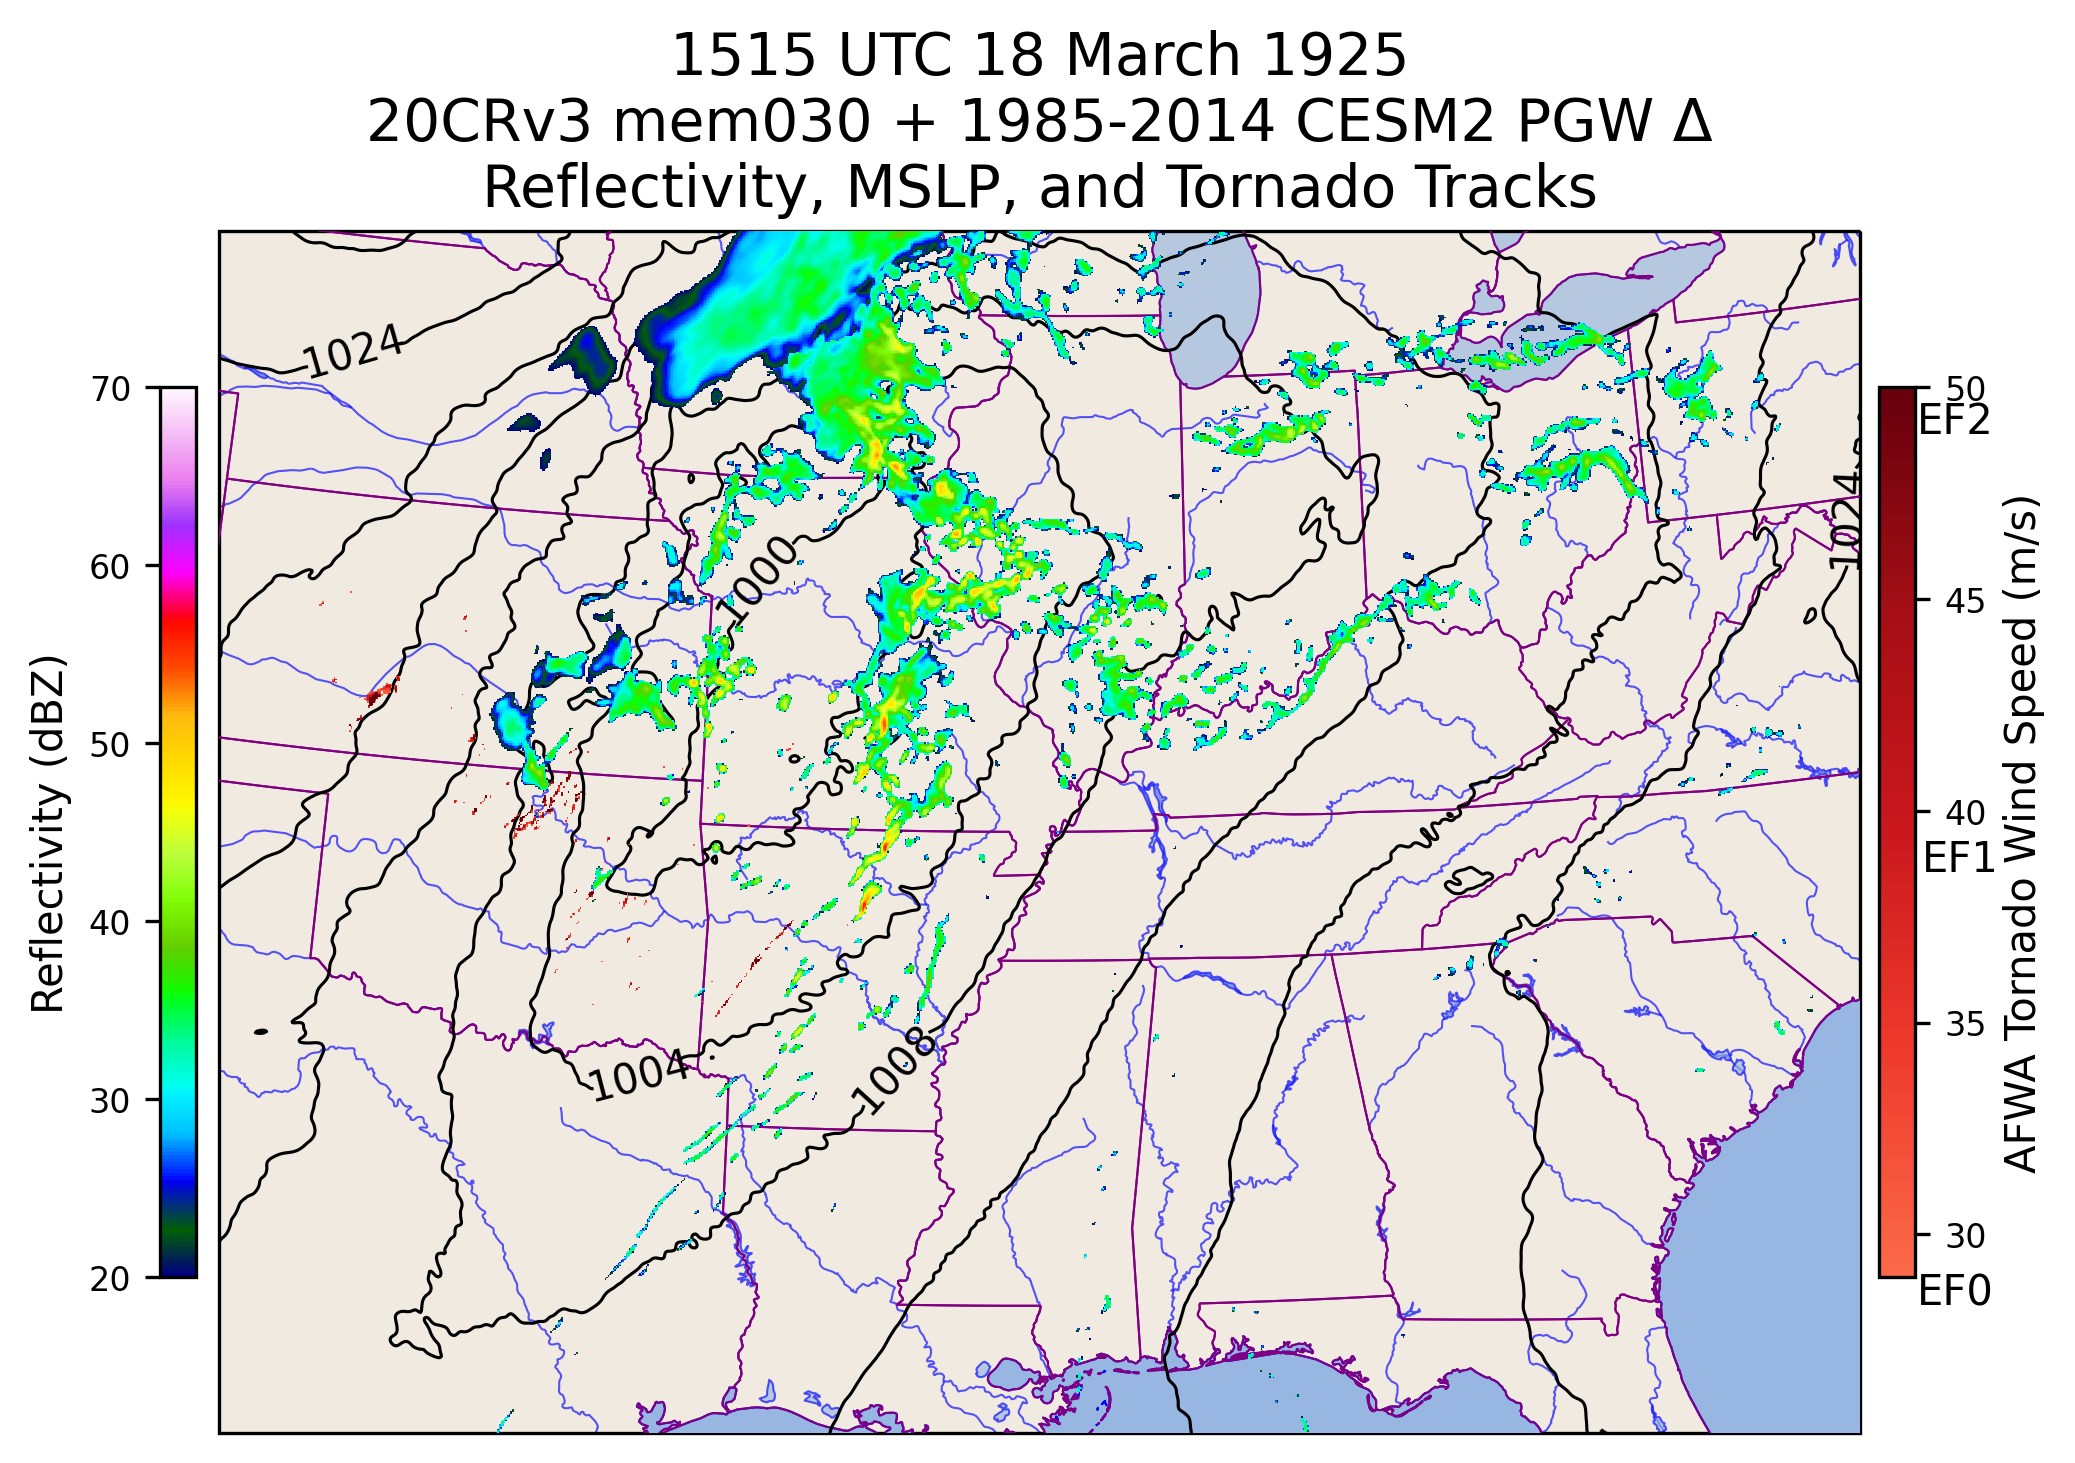 1515 UTC 18 March 1925
20CRv3 mem030 + 1985-2014 CESM2 PGW Δ
Reflectivity, MSLP, and Tornado Tracks
70
60
50
40
30
20
Reflectivity (dBZ)
1024
1000
1004
1008
1024
50
EF2
45
40
EF1
35
30
EF0
AFWA Tornado Wind Speed (m/s)